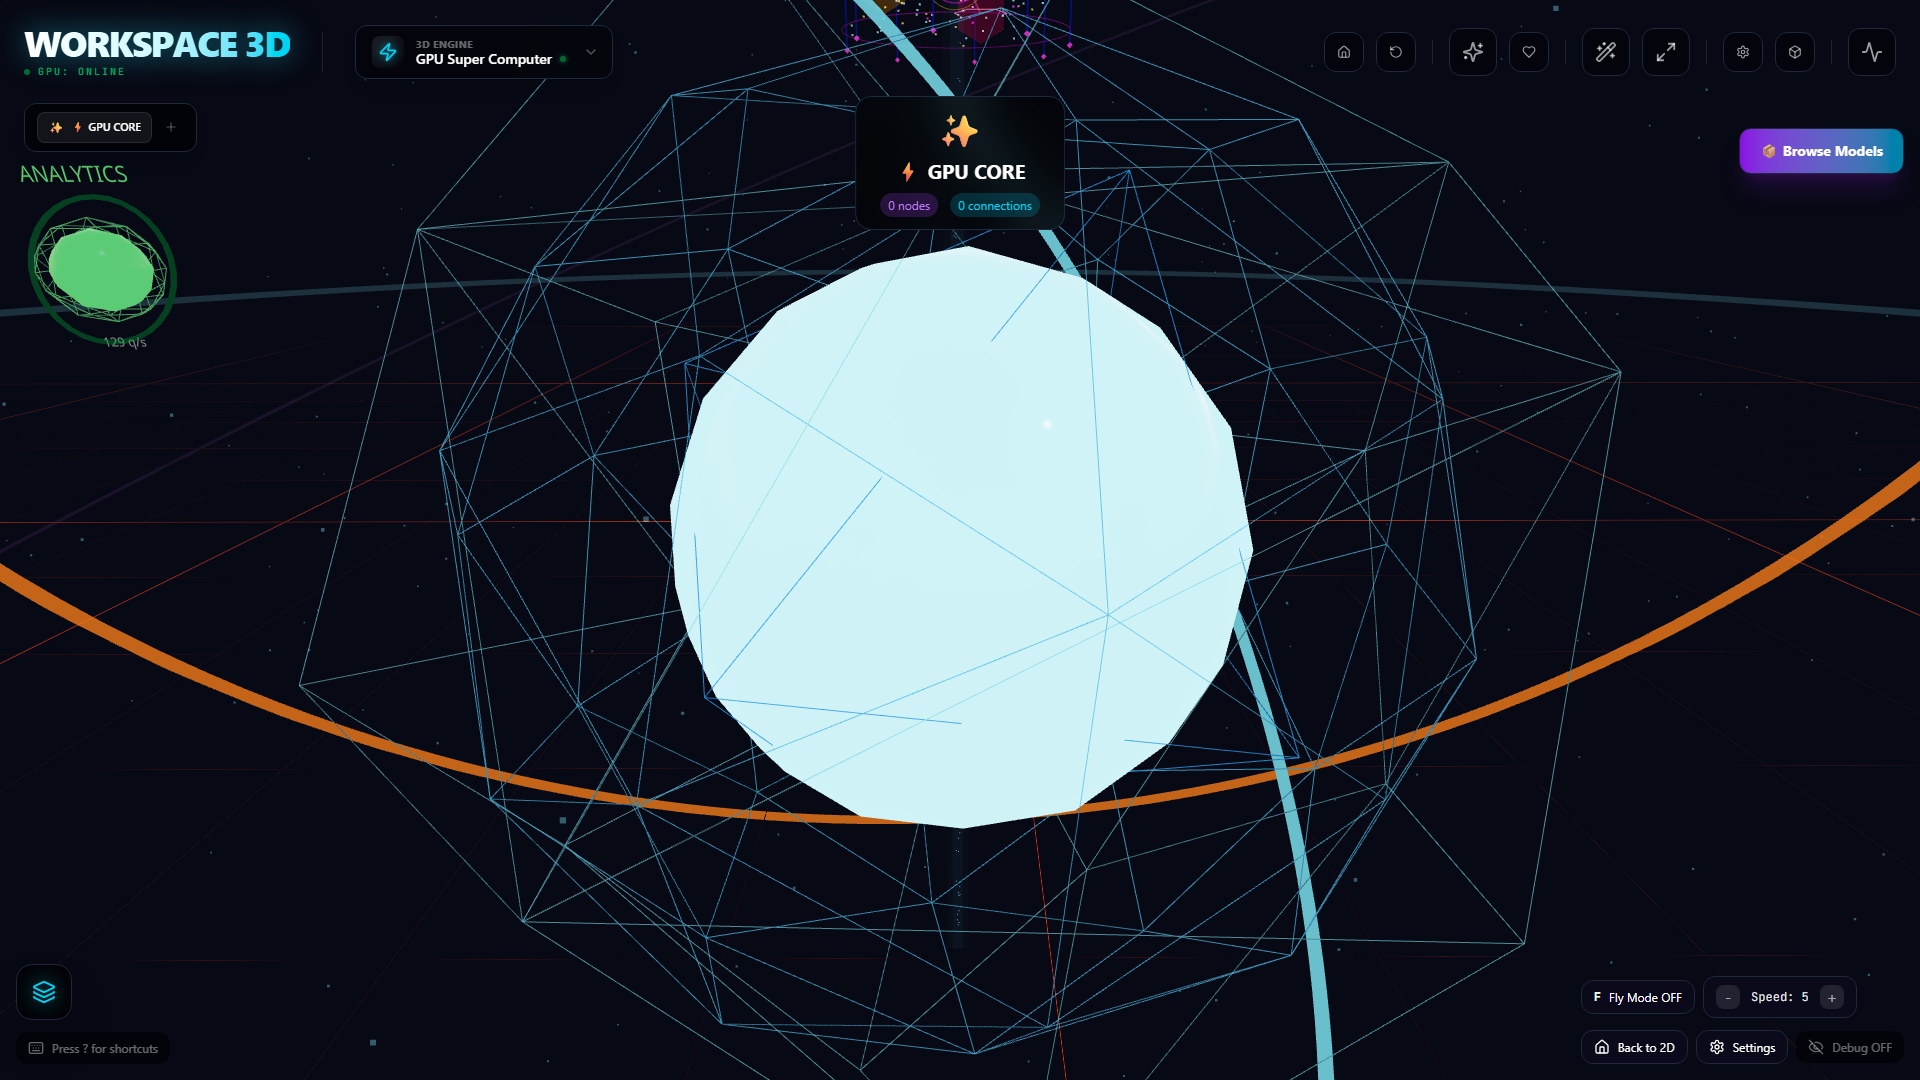 WORKSPACE 3D
GPU: ONLINE
3D ENGINE
GPU Super Computer
GPU CORE
+
ANALYTICS
129 q/s
GPU CORE
0 nodes
0 connections
Browse Models
Press ? for shortcuts
F Fly Mode OFF
- Speed: 5 +
Back to 2D
Settings
Debug OFF